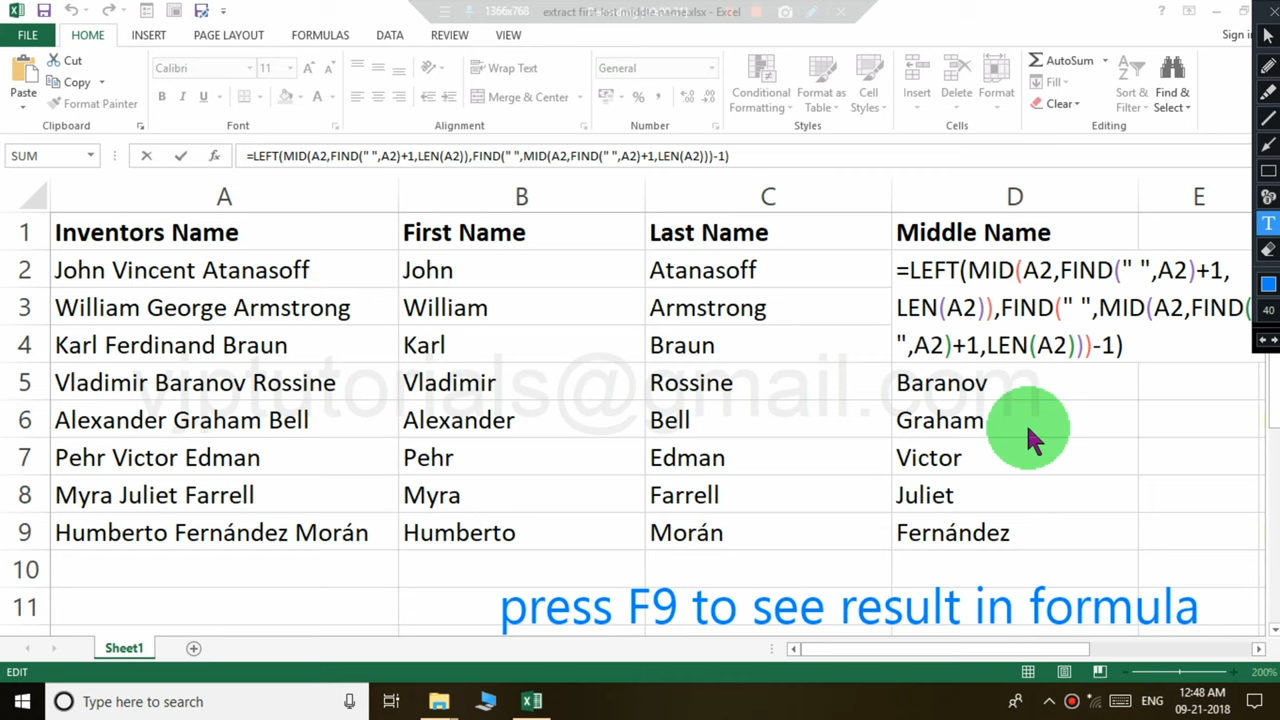 1366x768
extract first last middle name.xlsx - Excel
FILE HOME INSERT PAGE LAYOUT FORMULAS DATA REVIEW VIEW Sign in
Paste
Cut
Copy
Format Painter
Calibri 11
B I U
Wrap Text
Merge & Center
General
%
Conditional Formatting
Format as Table
Cell Styles
Insert Delete Format
AutoSum
Fill
Clear
Sort & Filter
Find & Select
Clipboard Font Alignment Number Styles Cells Editing
SUM =LEFT(MID(A2,FIND(" ",A2)+1,LEN(A2)),FIND(" ",MID(A2,FIND(" ",A2)+1,LEN(A2)))-1)
A B C D E
1 Inventors Name First Name Last Name Middle Name
2 John Vincent Atanasoff John Atanasoff =LEFT(MID(A2,FIND(" ",A2)+1,
3 William George Armstrong William Armstrong LEN(A2)),FIND(" ",MID(A2,FIND(
4 Karl Ferdinand Braun Karl Braun ",A2)+1,LEN(A2)))-1)
5 Vladimir Baranov Rossine Vladimir Rossine Baranov
viptutorials@gmail.com
6 Alexander Graham Bell Alexander Bell Graham
7 Pehr Victor Edman Pehr Edman Victor
8 Myra Juliet Farrell Myra Farrell Juliet
9 Humberto Fernández Morán Humberto Morán Fernández
10
11
press F9 to see result in formula
T
40
Sheet1
EDIT 200%
Type here to search
ENG
12:48 AM
09-21-2018